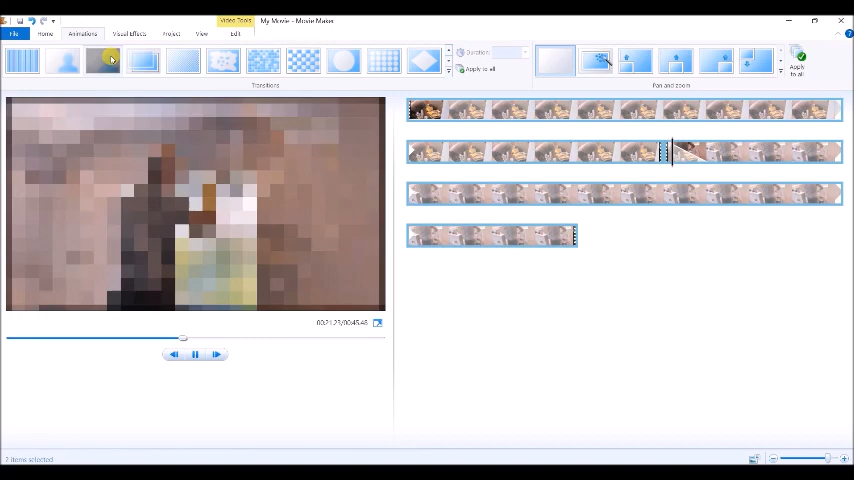 Video Tools
My Movie - Movie Maker
File
Home
Animations
Visual Effects
Project
View
Edit
Duration:
Apply to all
Apply
to all
Transitions
Pan and zoom
00:21.23/00:45.48
2 items selected